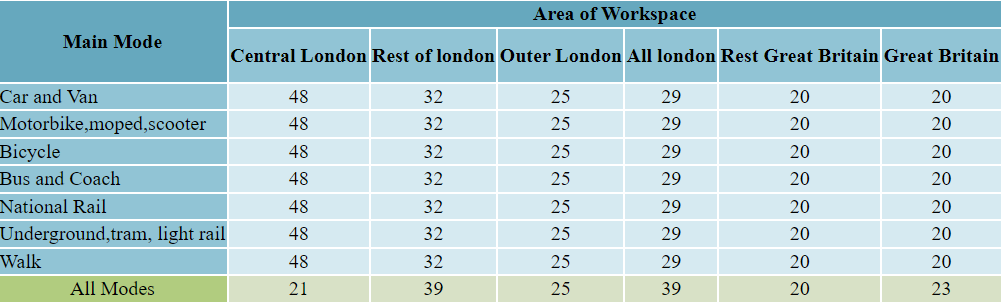 Main Mode Area of Workspace
Central London Rest of london Outer London All london Rest Great Britain Great Britain
Car and Van 48 32 25 29 20 20
Motorbike,moped,scooter 48 32 25 29 20 20
Bicycle 48 32 25 29 20 20
Bus and Coach 48 32 25 29 20 20
National Rail 48 32 25 29 20 20
Underground,tram, light rail 48 32 25 29 20 20
Walk 48 32 25 29 20 20
All Modes 21 39 25 39 20 23